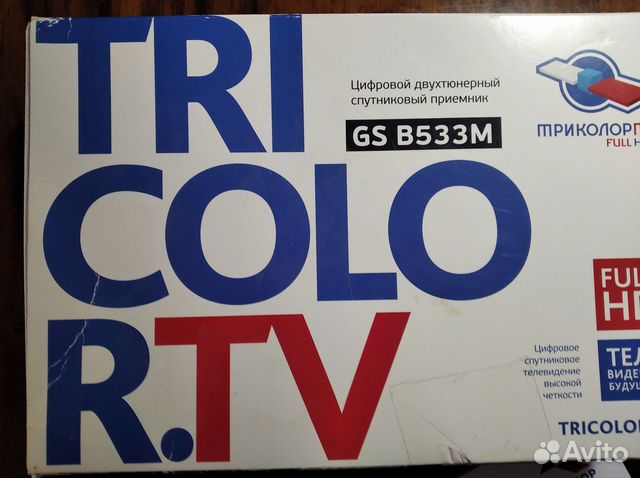 TRI
COLO
R.TV
Цифровой двухтюнерный
спутниковый приемник
GS B533M
ТРИКОЛОР
FULL H
FUL
HD
Цифровое
спутниковое
телевидение
высокой
четкости
ТЕЛ
ВИДЕ
БУДУЩ
TRICOLOR
Avito